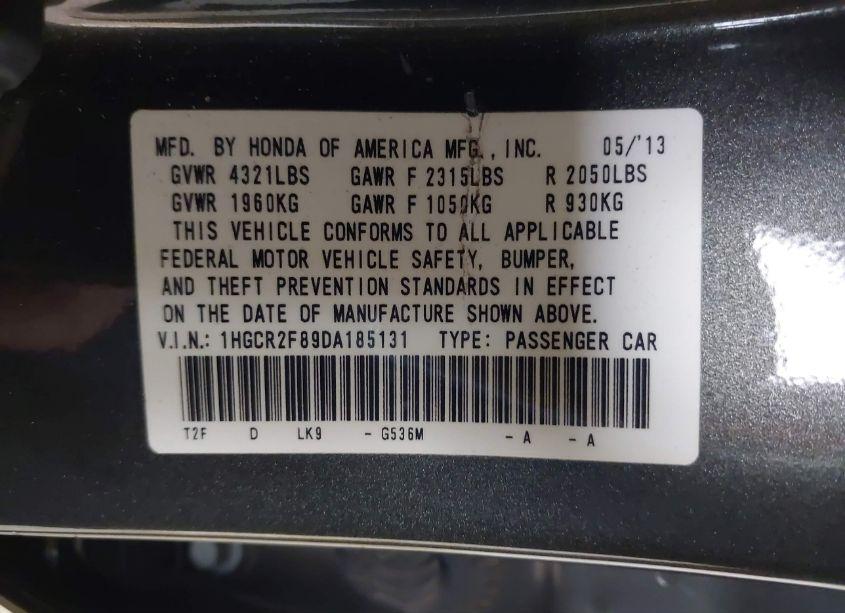 MFD. BY HONDA OF AMERICA MFG., INC. 05/'13
GVWR 4321LBS GAWR F 2315LBS R 2050LBS
GVWR 1960KG GAWR F 1050KG R 930KG
THIS VEHICLE CONFORMS TO ALL APPLICABLE
FEDERAL MOTOR VEHICLE SAFETY, BUMPER,
AND THEFT PREVENTION STANDARDS IN EFFECT
ON THE DATE OF MANUFACTURE SHOWN ABOVE.
V.I.N.: 1HGCR2F89DA185131 TYPE: PASSENGER CAR
T2F D LK9 - G536M - A - A